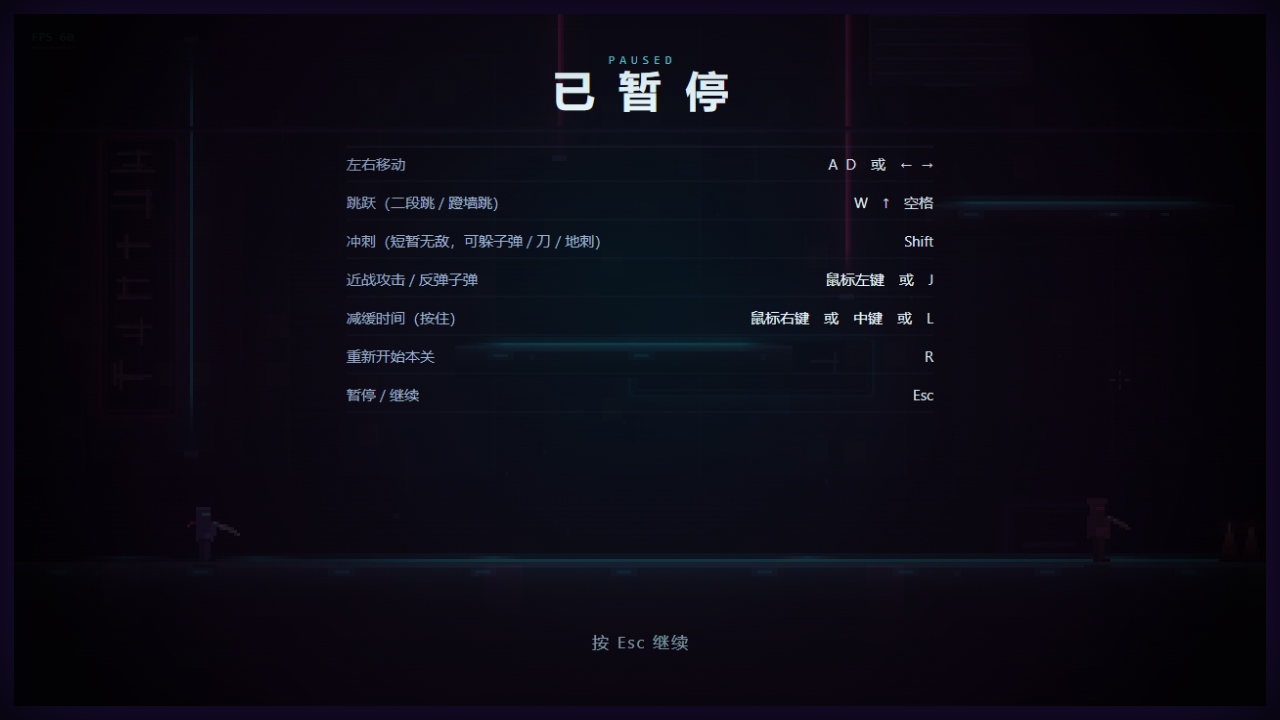 FPS 60
PAUSED
已暂停
左右移动 A D 或 ← →
跳跃（二段跳 / 蹬墙跳） W ↑ 空格
冲刺（短暂无敌，可躲子弹 / 刀 / 地刺） Shift
近战攻击 / 反弹子弹 鼠标左键 或 J
减缓时间（按住） 鼠标右键 或 中键 或 L
重新开始本关 R
暂停 / 继续 Esc
按 Esc 继续